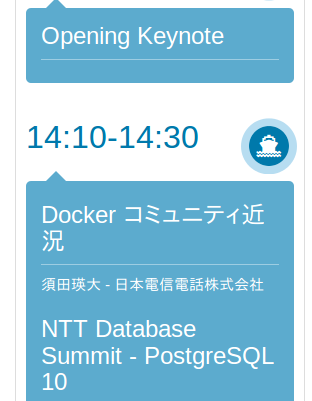 Opening Keynote
14:10-14:30
Docker コミュニティ近
況
須田瑛大 - 日本電信電話株式会社
NTT Database
Summit - PostgreSQL
10